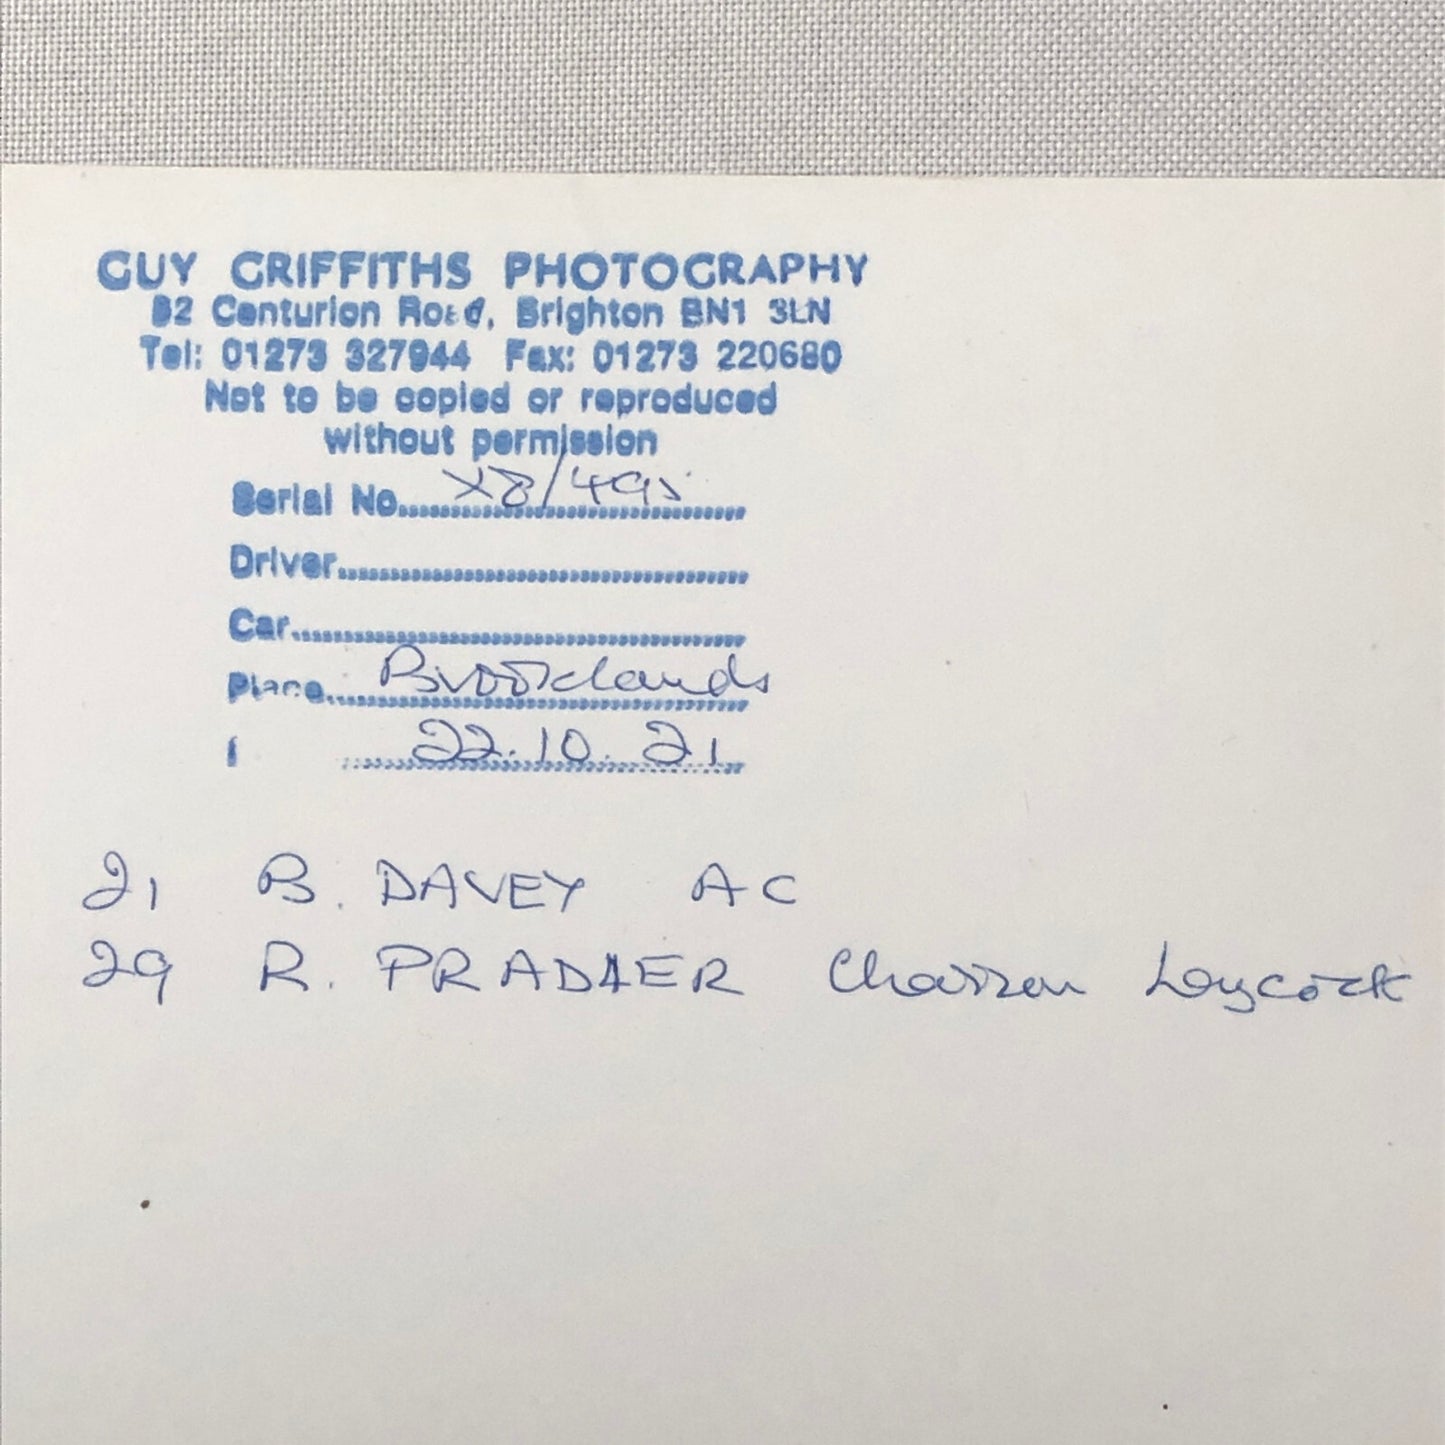 GUY GRIFFITHS PHOTOGRAPHY
82 Centurion Road, Brighton BN1 3LN
Tel: 01273 327944 Fax: 01273 220680
Not to be copied or reproduced
without permission
Serial No. X8/495
Driver
Car
Place Brooklands
22.10.21
21 B. DAVEY AC
29 R. PRADIER Charron Laycock